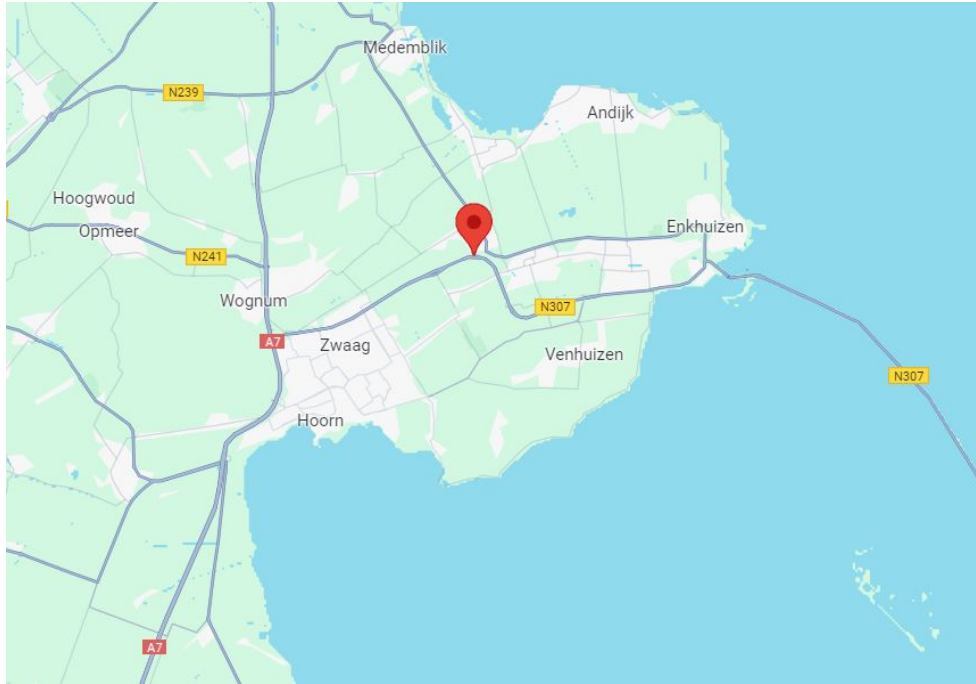 Medemblik
N239
Andijk
Hoogwoud
Opmeer
Enkhuizen
N241
Wognum
N307
A7
Zwaag
Venhuizen
N307
Hoorn
A7